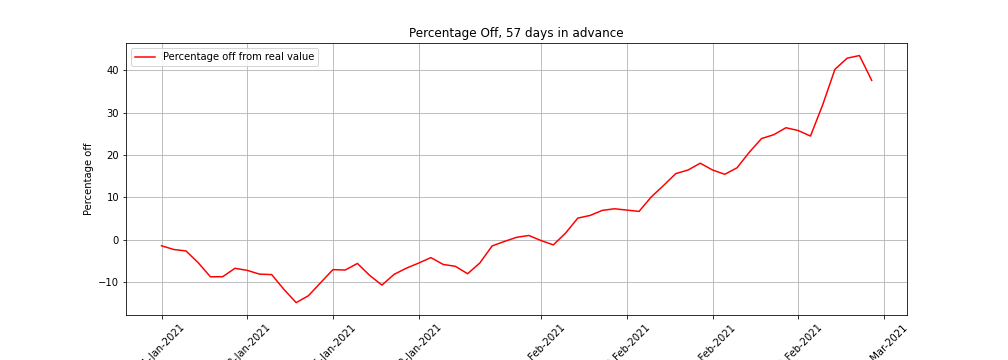 Percentage Off, 57 days in advance
Percentage off from real value
Percentage off
40
30
20
10
0
−10
-Jan-2021
-Jan-2021
-Jan-2021
-Jan-2021
Feb-2021
Feb-2021
Feb-2021
Feb-2021
Mar-2021